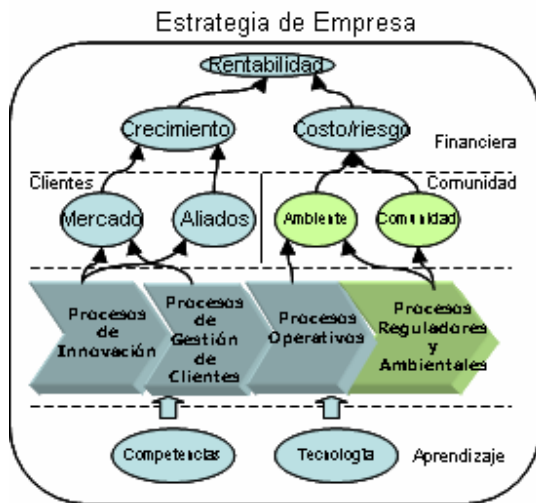 Estrategia de Empresa
Rentabilidad
Crecimiento
Costo/riesgo
Financiera
Clientes
Comunidad
Mercado
Aliados
Ambiente
Comunidad
Procesos
de
Innovación
Procesos
de
Gestión
de
Clientes
Procesos
Operativos
Procesos
Reguladores
y
Ambientales
Competencias
Tecnología
Aprendizaje